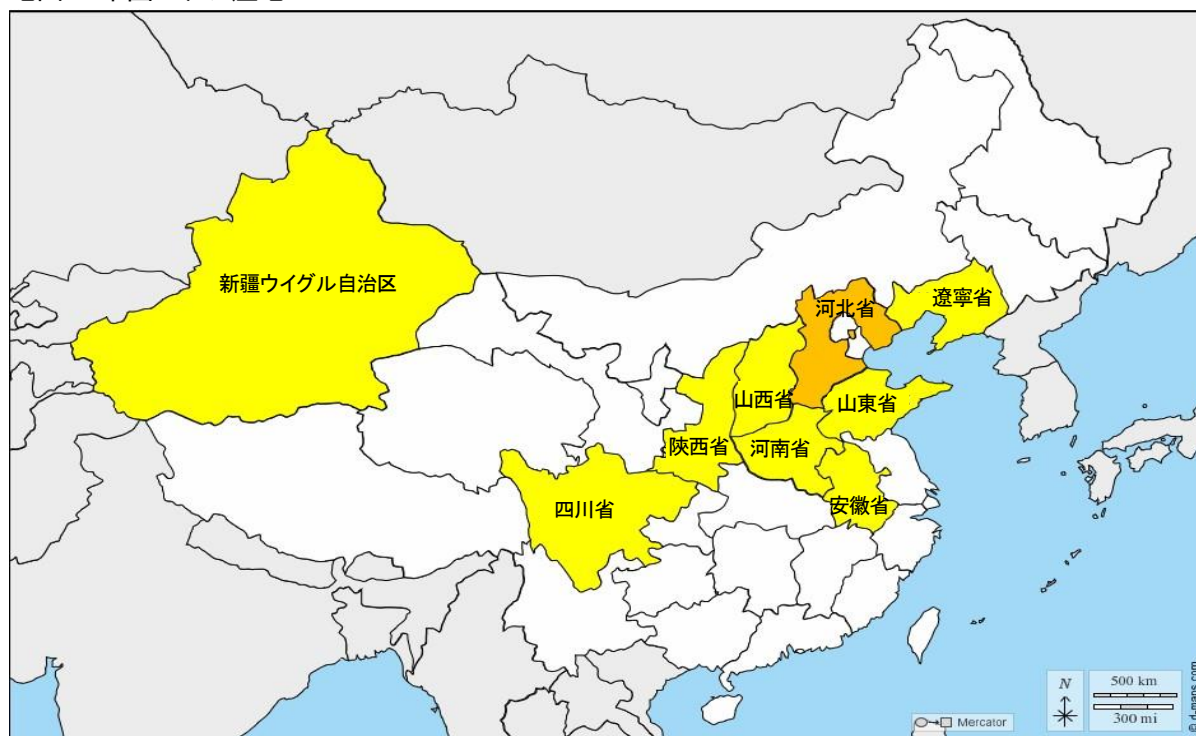 新疆ウイグル自治区
河北省
遼寧省
山西省
山東省
陝西省
河南省
四川省
安徽省
N
500 km
300 mi
Mercator
© d-maps.com